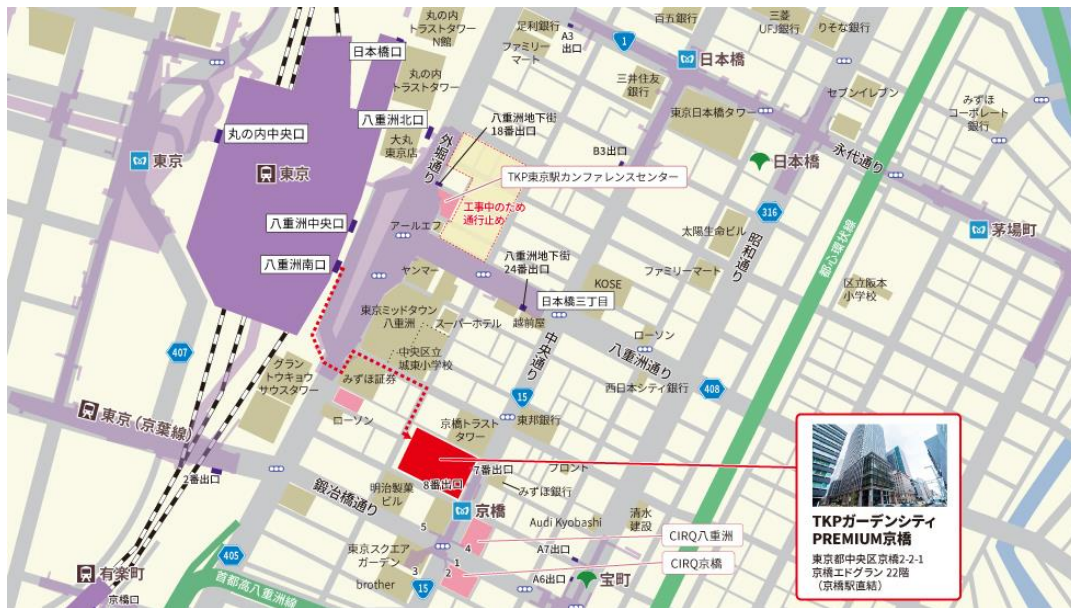 丸の内
トラストタワー
N館
日本橋口
丸の内
トラストタワー
足利銀行
ファミリー
マート
A3
出口
1
百五銀行
三菱
UFJ銀行
りそな銀行
日本橋
三井住友
銀行
東京日本橋タワー
セブンイレブン
みずほ
コーポレート
銀行
丸の内中央口
八重洲北口
大丸
東京店
外堀通り
八重洲地下街
18番出口
B3出口
日本橋
永代通り
東京
東京
TKP東京駅カンファレンスセンター
工事中のため
通行止め
八重洲中央口
アールエフ
316
太陽生命ビル
昭和通り
都心環状線
茅場町
八重洲南口
ヤンマー
八重洲地下街
24番出口
KOSE
ファミリーマート
区立阪本
小学校
日本橋三丁目
東京ミッドタウン
八重洲
スーパーホテル
越前屋
中央通り
八重洲通り
ローソン
407
中央区立
城東小学校
グラン
トウキョウ
サウスタワー
みずほ証券
15
西日本シティ銀行
408
東京（京葉線）
ローソン
京橋トラスト
タワー
東邦銀行
2番出口
鍛冶橋通り
7番出口
フロント
8番出口
明治製菓
ビル
みずほ銀行
京橋
Audi Kyobashi
清水
建設
5
CIRQ八重洲
405
東京スクエア
ガーデン
4
A7出口
1
CIRQ京橋
有楽町
3
2
brother
15
A6出口
宝町
京橋口
首都高八重洲線
TKPガーデンシティ
PREMIUM京橋
東京都中央区京橋2-2-1
京橋エドグラン 22階
（京橋駅直結）